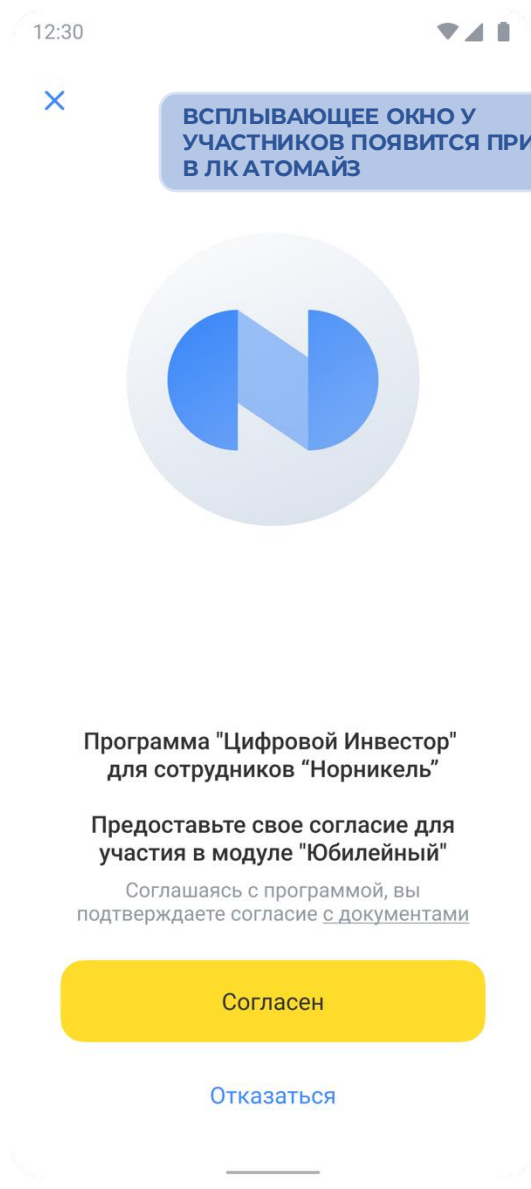 12:30
ВСПЛЫВАЮЩЕЕ ОКНО У
УЧАСТНИКОВ ПОЯВИТСЯ ПРИ
В ЛК АТОМАЙЗ
Программа "Цифровой Инвестор"
для сотрудников “Норникель”
Предоставьте свое согласие для
участия в модуле "Юбилейный"
Соглашаясь с программой, вы
подтверждаете согласие с документами
Согласен
Отказаться